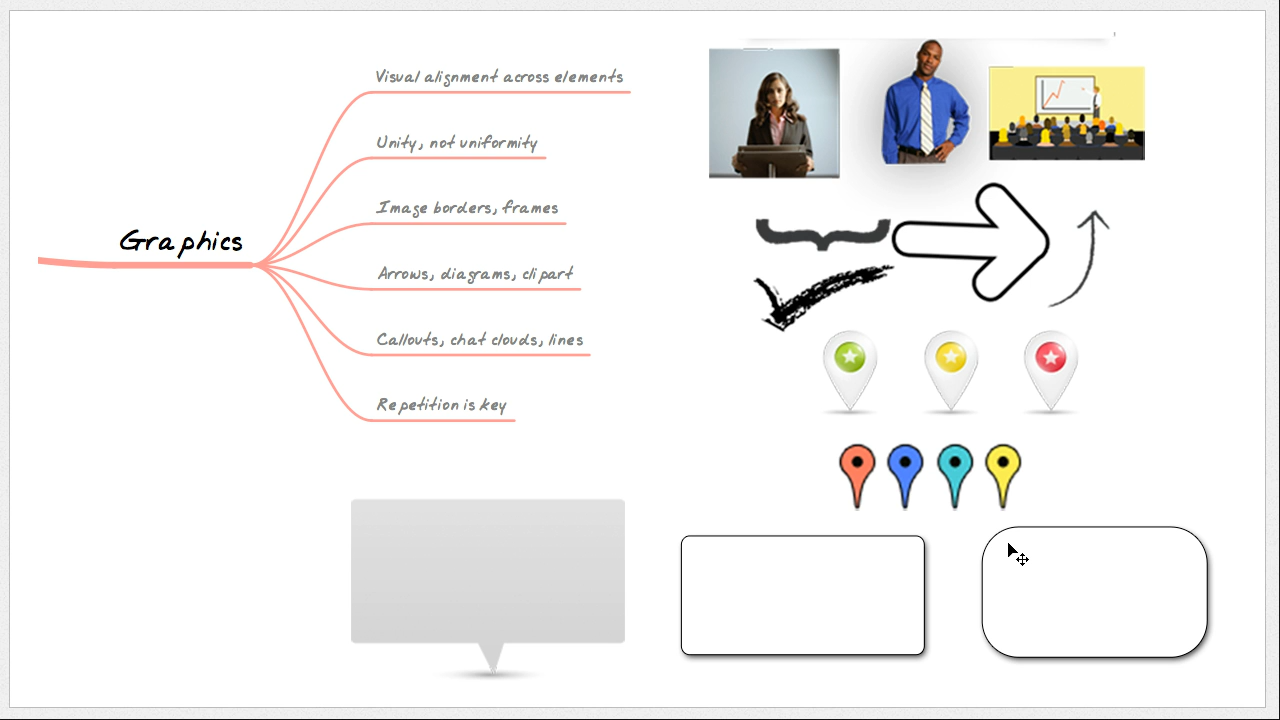 Visual alignment across elements
Unity, not uniformity
Image borders, frames
Graphics
Arrows, diagrams, clipart
Callouts, chat clouds, lines
Repetition is key